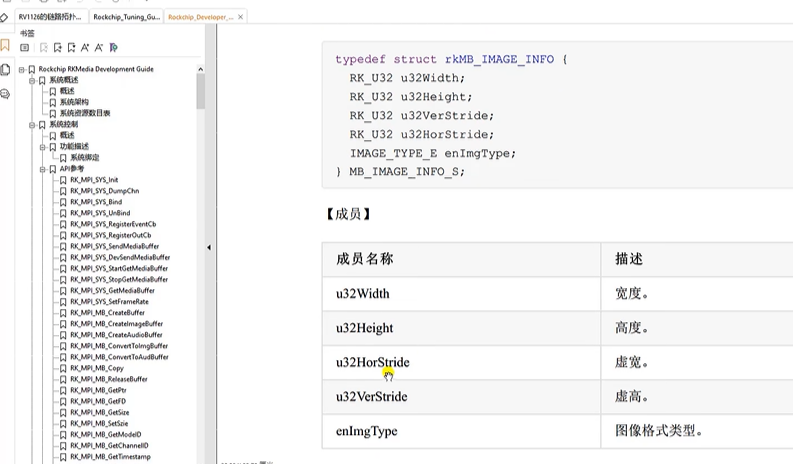 RV1126的链路拓扑...
Rockchip_Tuning_Gu...
Rockchip_Developer_...
书签
Rockchip RKMedia Development Guide
系统概述
概述
系统架构
系统资源数目表
系统控制
概述
功能描述
系统绑定
API参考
RK_MPI_SYS_Init
RK_MPI_SYS_DumpChn
RK_MPI_SYS_Bind
RK_MPI_SYS_UnBind
RK_MPI_SYS_RegisterEventCb
RK_MPI_SYS_RegisterOutCb
RK_MPI_SYS_SendMediaBuffer
RK_MPI_SYS_DevSendMediaBuffer
RK_MPI_SYS_StartGetMediaBuffer
RK_MPI_SYS_StopGetMediaBuffer
RK_MPI_SYS_GetMediaBuffer
RK_MPI_SYS_SetFrameRate
RK_MPI_MB_CreateBuffer
RK_MPI_MB_CreateImageBuffer
RK_MPI_MB_CreateAudioBuffer
RK_MPI_MB_ConvertToImgBuffer
RK_MPI_MB_ConvertToAudBuffer
RK_MPI_MB_Copy
RK_MPI_MB_ReleaseBuffer
RK_MPI_MB_GetPtr
RK_MPI_MB_GetFD
RK_MPI_MB_GetSize
RK_MPI_MB_SetSzie
RK_MPI_MB_GetModeID
RK_MPI_MB_GetChannelID
RK_MPI_MB_GetTimestamp
typedef struct rkMB_IMAGE_INFO {
RK_U32 u32Width;
RK_U32 u32Height;
RK_U32 u32VerStride;
RK_U32 u32HorStride;
IMAGE_TYPE_E enImgType;
} MB_IMAGE_INFO_S;
【成员】
成员名称 描述
u32Width 宽度。
u32Height 高度。
u32HorStride 虚宽。
u32VerStride 虚高。
enImgType 图像格式类型。